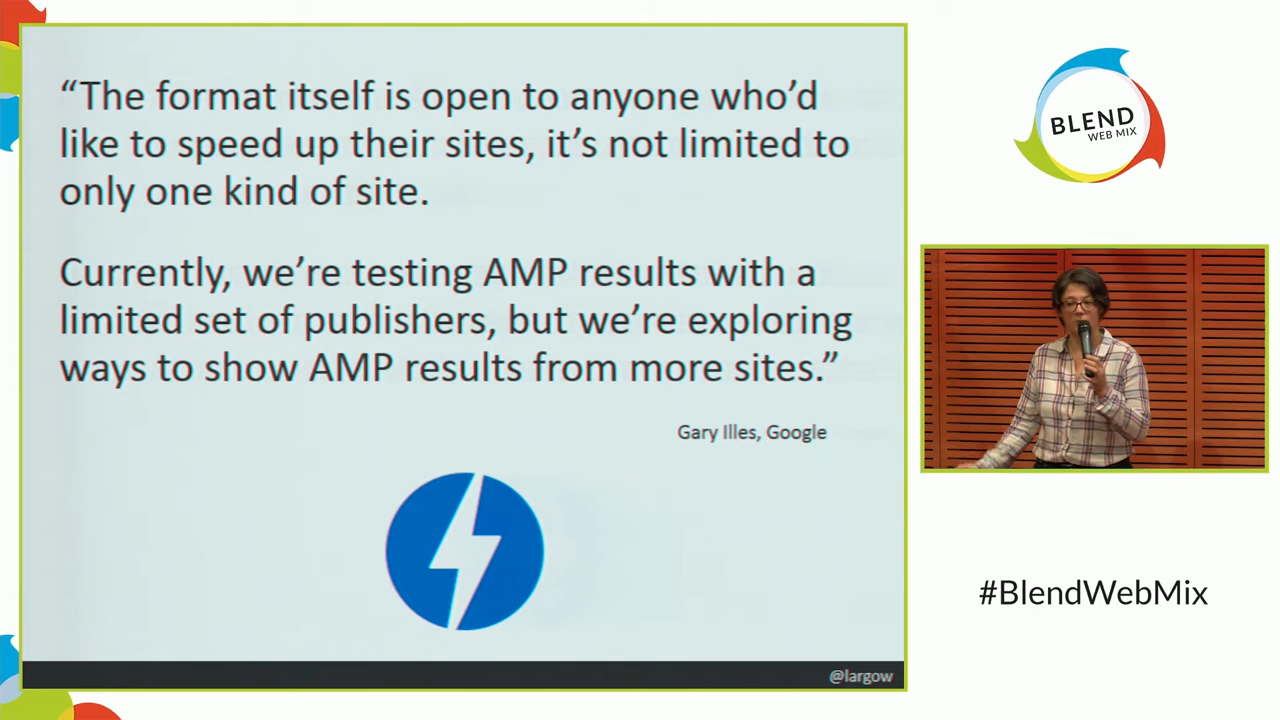 “The format itself is open to anyone who’d
like to speed up their sites, it’s not limited to
only one kind of site.
Currently, we’re testing AMP results with a
limited set of publishers, but we’re exploring
ways to show AMP results from more sites.”
Gary Illes, Google
@largow
BLEND
WEB MIX
#BlendWebMix